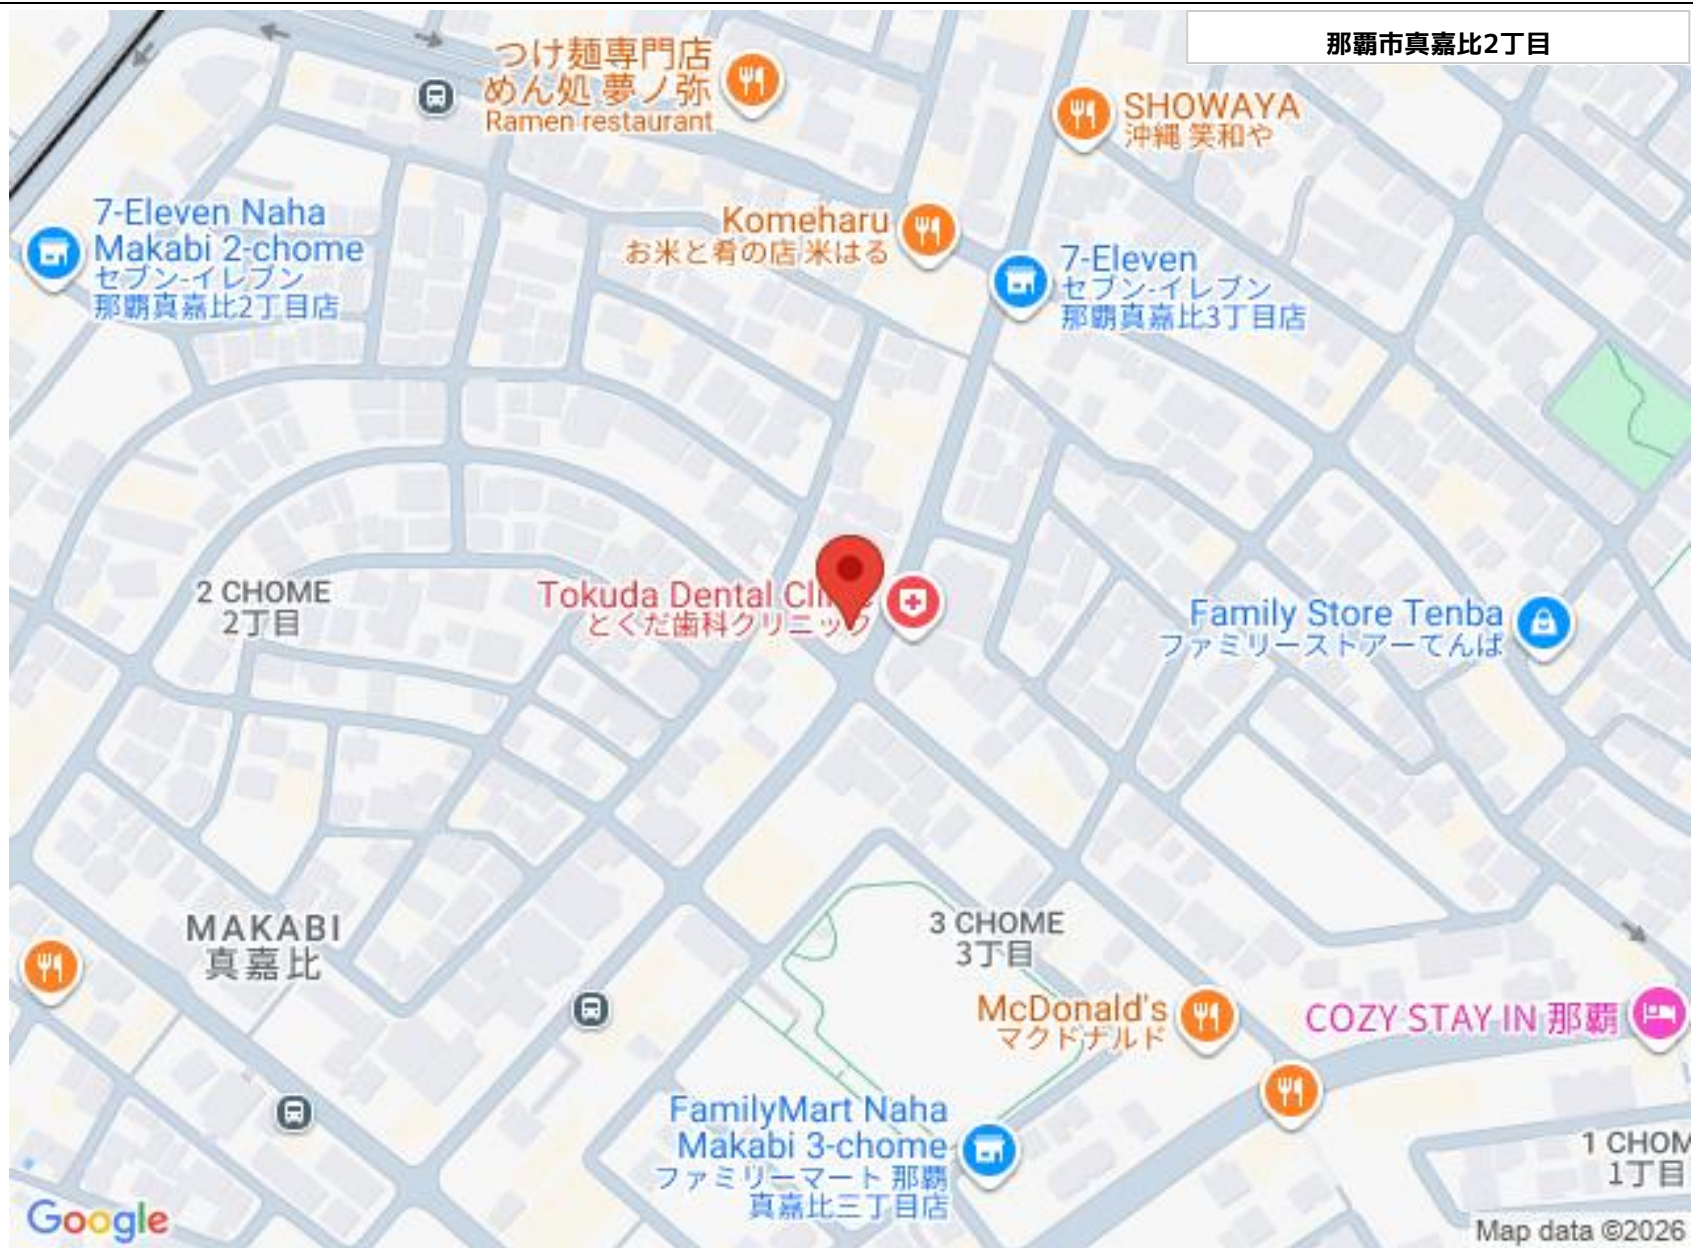 那覇市真嘉比2丁目
つけ麺専門店
めん処 夢ノ弥
Ramen restaurant
SHOWAYA
沖縄 笑和や
7-Eleven Naha
Makabi 2-chome
セブン-イレブン
那覇真嘉比2丁目店
Komeharu
お米と肴の店 米はる
7-Eleven
セブン-イレブン
那覇真嘉比3丁目店
2 CHOME
2丁目
Tokuda Dental
とくだ歯科クリニック
Family Store Tenba
ファミリーストアーてんば
MAKABI
真嘉比
3 CHOME
3丁目
McDonald's
マクドナルド
COZY STAY IN 那覇
FamilyMart Naha
Makabi 3-chome
ファミリーマート 那覇
真嘉比三丁目店
1 CHOM
1丁目
Google
Map data ©2026